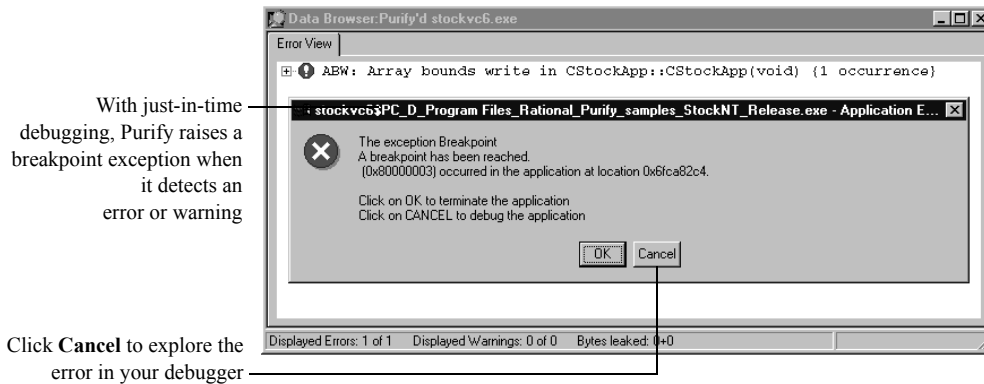 Data Browser:Purify'd stockvc6.exe
Error View
ABW: Array bounds write in CStockApp::CStockApp(void) {1 occurrence}
With just-in-time
debugging, Purify raises a
breakpoint exception when
it detects an
error or warning
stockvc6$PC_D_Program Files_Rational_Purify_samples_StockNT_Release.exe - Application E...
The exception Breakpoint
A breakpoint has been reached.
(0x80000003) occurred in the application at location 0x6fca82c4.
Click on OK to terminate the application
Click on CANCEL to debug the application
OK
Cancel
Displayed Errors: 1 of 1 Displayed Warnings: 0 of 0 Bytes leaked: 0+0
Click Cancel to explore the
error in your debugger